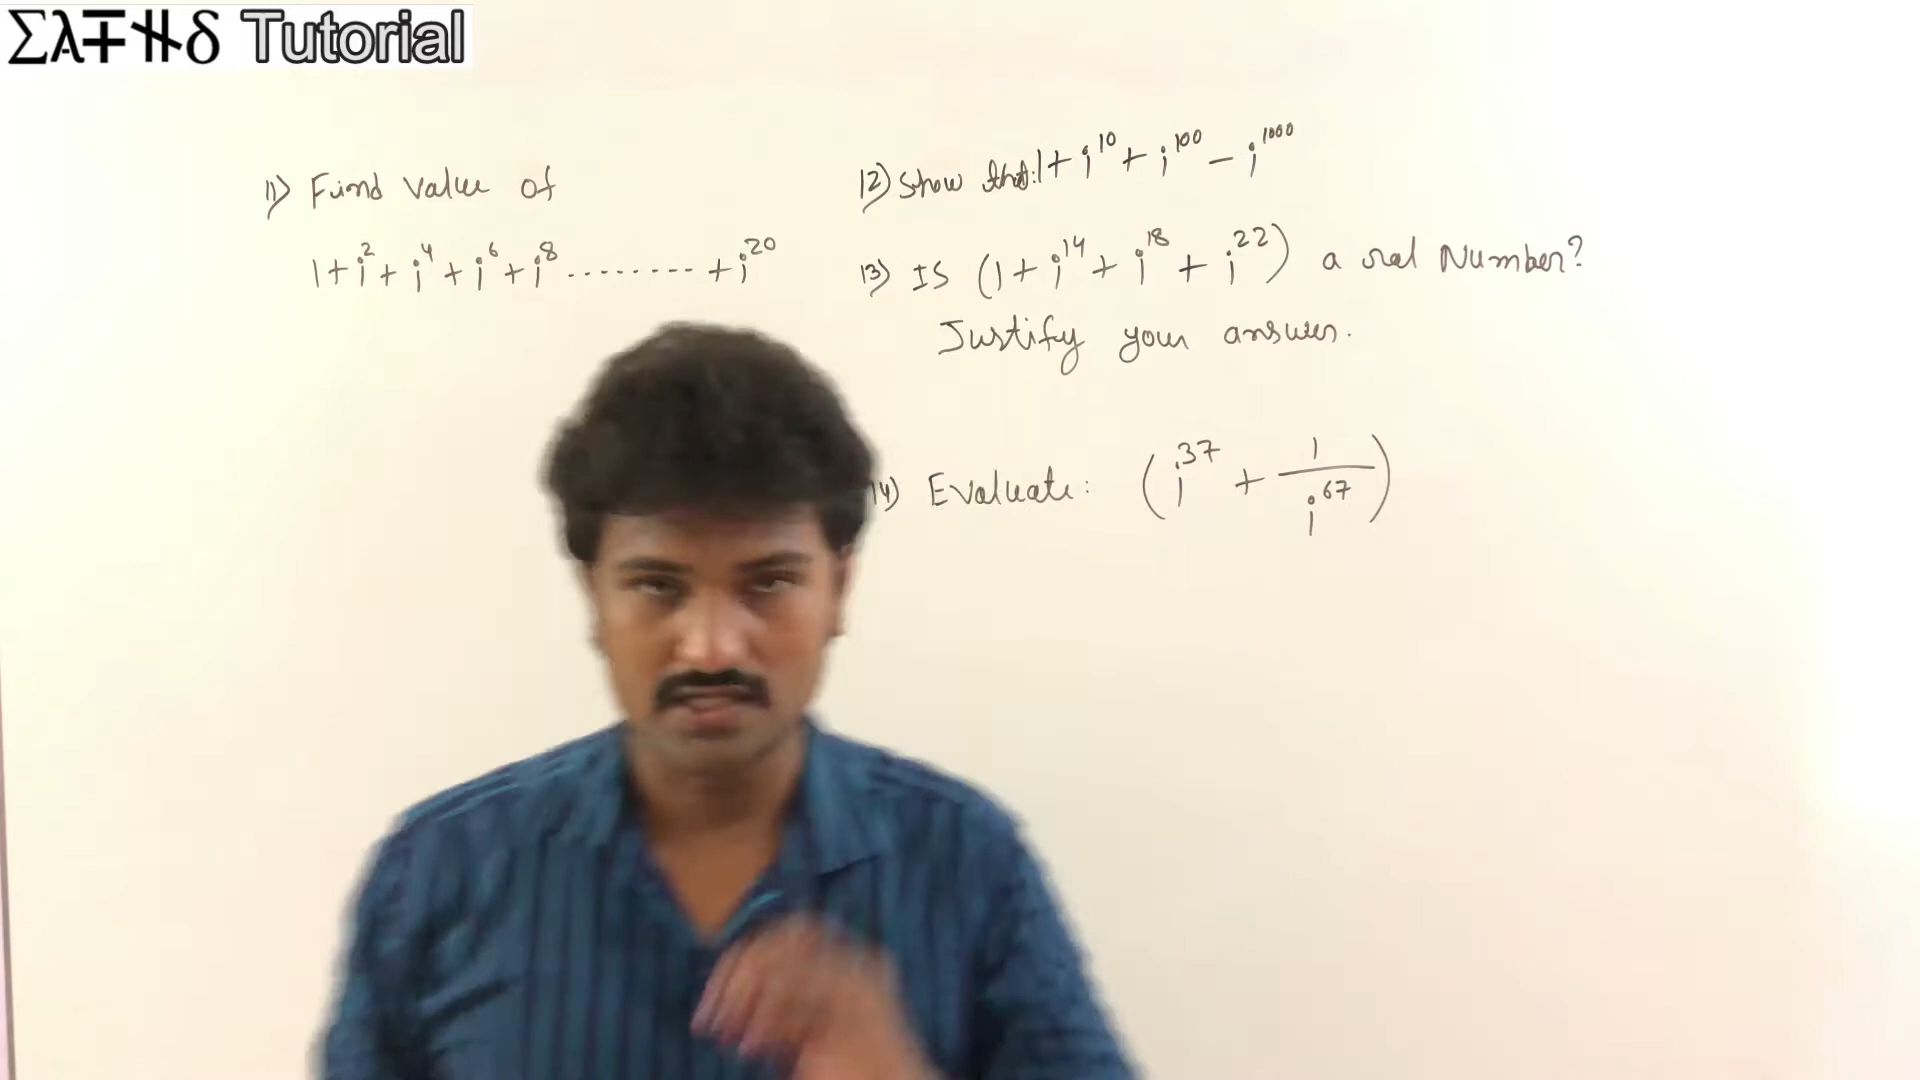 ΣλŦĦδ Tutorial
11) Find value of
1 + i² + i⁴ + i⁶ + i⁸ ......... + i²⁰
12) Show that: 1 + i¹⁰ + i¹⁰⁰ − i¹⁰⁰⁰
13) IS (1 + i¹⁴ + i¹⁸ + i²²) a real Number?
Justify your answer.
14) Evaluate: (i³⁷ + 1/i⁶⁷)